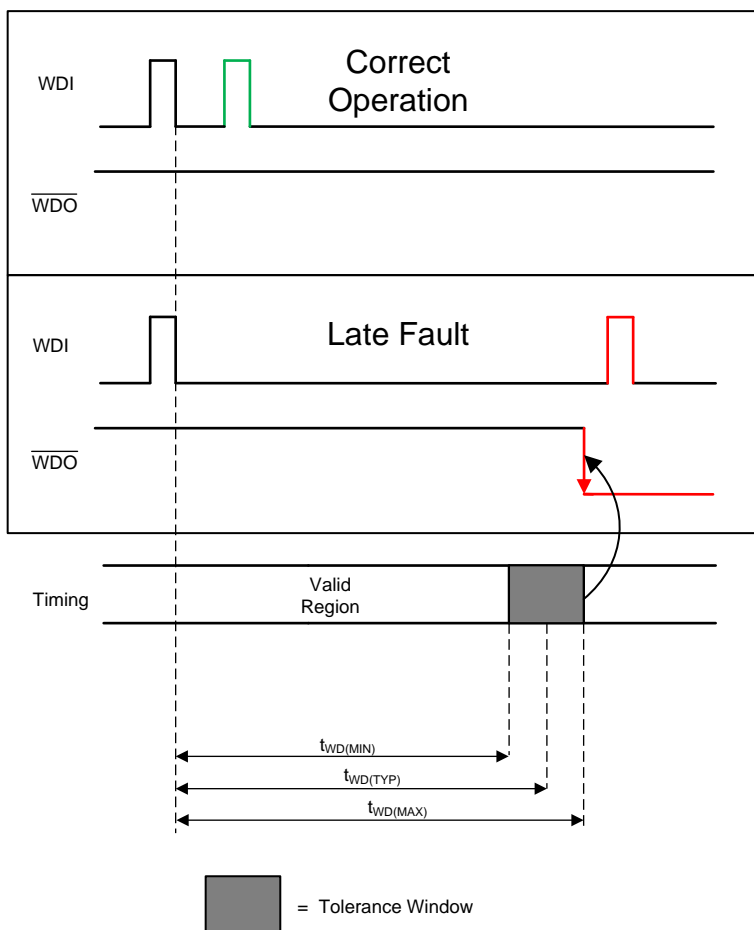 WDI
Correct
Operation
WDO
WDI
Late Fault
WDO
Timing
Valid
Region
tWD(MIN)
tWD(TYP)
tWD(MAX)
= Tolerance Window